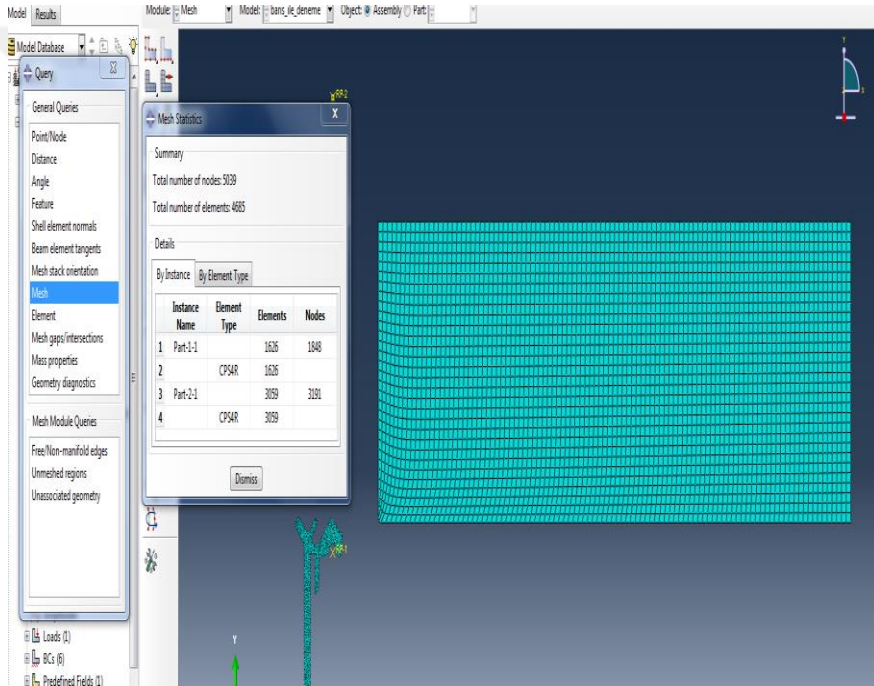 Model Results
Module: Mesh Model: bans_ile_deneme Object: Assembly Part:
Model Database
Query
General Queries
Point/Node
Distance
Angle
Feature
Shell element normals
Beam element tangents
Mesh stack orientation
Mesh
Element
Mesh gaps/intersections
Mass properties
Geometry diagnostics
Mesh Module Queries
Free/Non-manifold edges
Unmeshed regions
Unassociated geometry
Loads (1)
BCs (6)
Predefined Fields (1)
Mesh Statistics
Summary
Total number of nodes: 5039
Total number of elements: 4685
Details
By Instance By Element Type
Instance Name Element Type Elements Nodes
1 Part-1-1 1626 1848
2 CPS4R 1626
3 Part-2-1 3059 3191
4 CPS4R 3059
Dismiss
RP-2
RP-1
Y